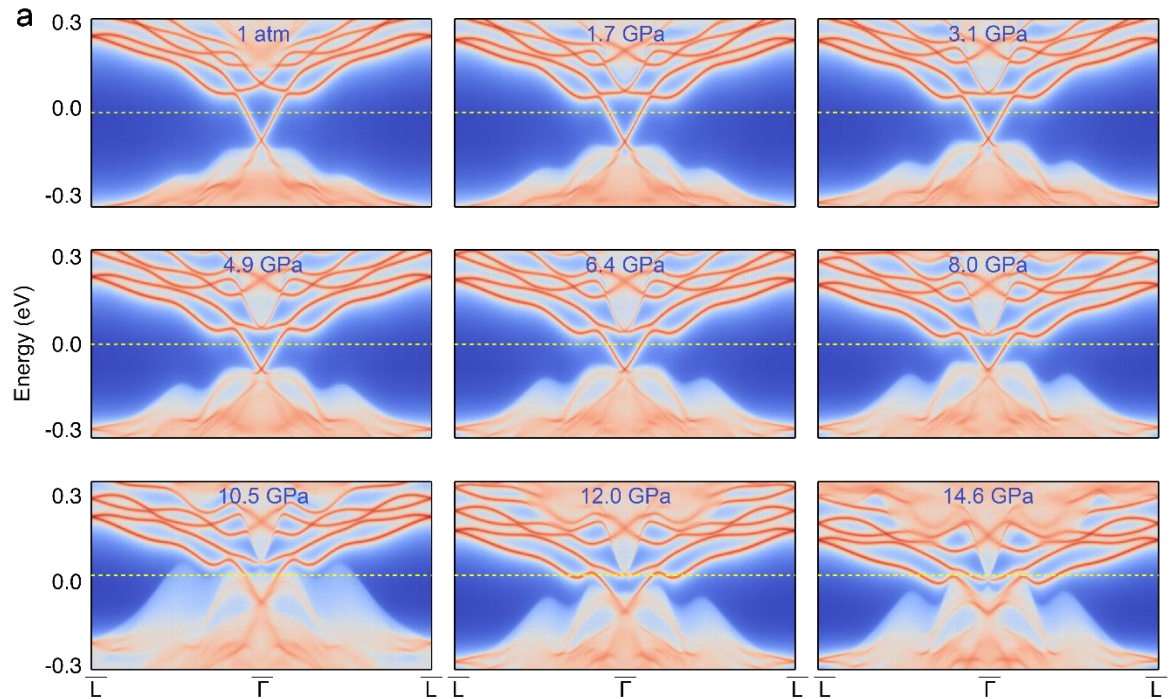 a
0.3
1 atm
1.7 GPa
3.1 GPa
0.0
-0.3
0.3
4.9 GPa
6.4 GPa
8.0 GPa
Energy (eV)
0.0
-0.3
0.3
10.5 GPa
12.0 GPa
14.6 GPa
0.0
-0.3
L̅ Γ̅ L̅ L̅ Γ̅ L̅ L̅ Γ̅ L̅